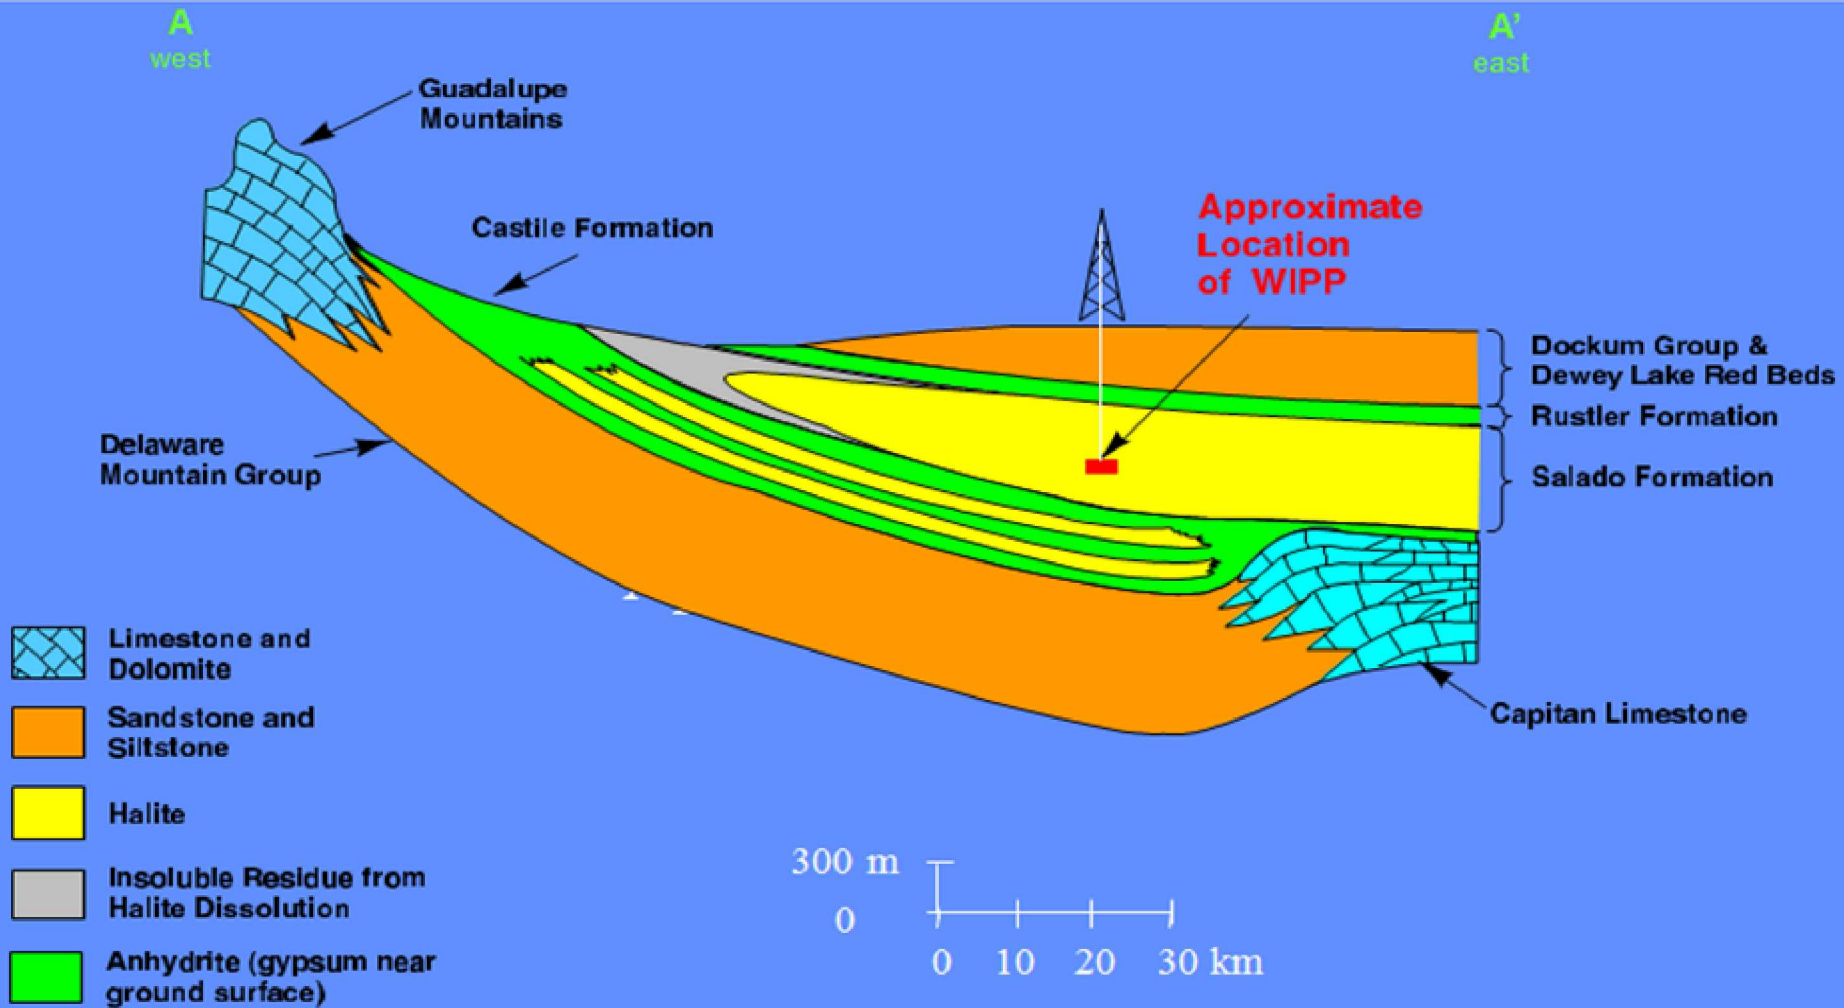 A
west
A’
east
Guadalupe
Mountains
Castile Formation
Approximate
Location
of WIPP
Dockum Group &
Dewey Lake Red Beds
Rustler Formation
Salado Formation
Delaware
Mountain Group
Capitan Limestone
Limestone and
Dolomite
Sandstone and
Siltstone
Halite
Insoluble Residue from
Halite Dissolution
Anhydrite (gypsum near
ground surface)
300 m
0
0 10 20 30 km